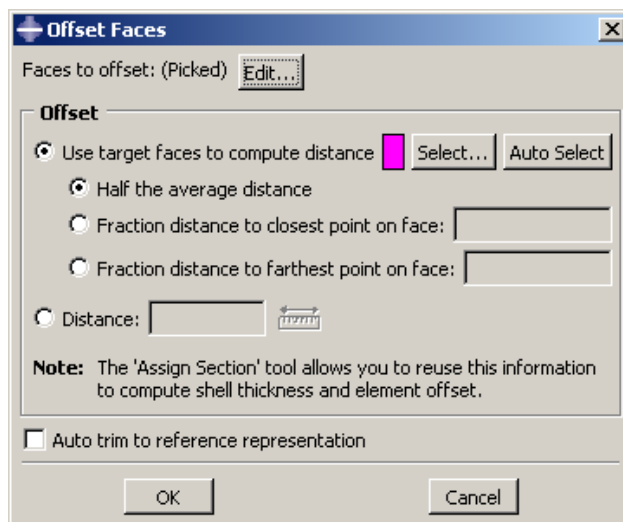 Offset Faces
Faces to offset: (Picked) Edit...
Offset
Use target faces to compute distance Select... Auto Select
Half the average distance
Fraction distance to closest point on face:
Fraction distance to farthest point on face:
Distance:
Note: The 'Assign Section' tool allows you to reuse this information
to compute shell thickness and element offset.
Auto trim to reference representation
OK Cancel